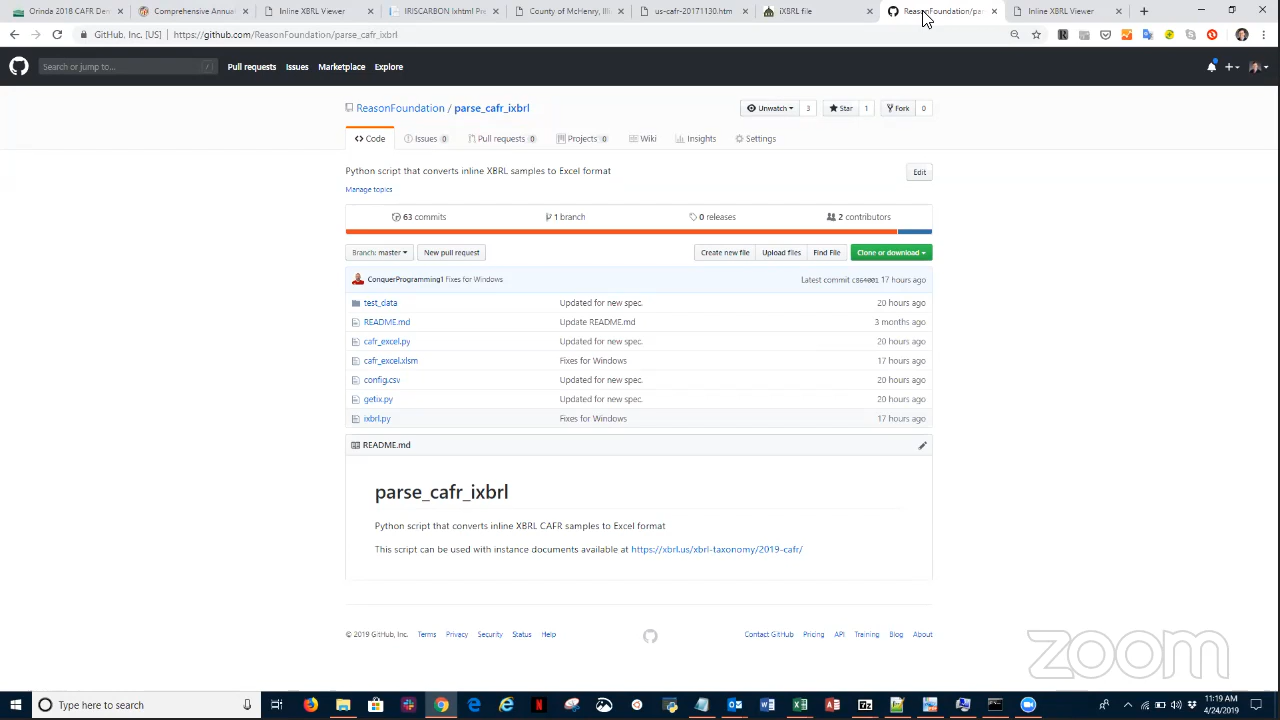 Orinda 2018 CAFR Der
Comprehensive Annua
Inline XBRL Viewer
IRISCARBON Ixhtml Pre
County of McHenry, Illi
us-cafr-20171130.htm
iXBRL file
ReasonFoundation/par
Inline XBRL Viewer
GitHub, Inc. [US] | https://github.com/ReasonFoundation/parse_cafr_ixbrl
Search or jump to... /
Pull requests Issues Marketplace Explore
ReasonFoundation / parse_cafr_ixbrl
Unwatch 3 Star 1 Fork 0
Code Issues 0 Pull requests 0 Projects 0 Wiki Insights Settings
Python script that converts inline XBRL samples to Excel format
Edit
Manage topics
63 commits 1 branch 0 releases 2 contributors
Branch: master New pull request Create new file Upload files Find File Clone or download
ConquerProgramming1 Fixes for Windows Latest commit c864001 17 hours ago
test_data Updated for new spec. 20 hours ago
README.md Update README.md 3 months ago
cafr_excel.py Updated for new spec. 20 hours ago
cafr_excel.xlsm Fixes for Windows 17 hours ago
config.csv Updated for new spec. 20 hours ago
getix.py Updated for new spec. 20 hours ago
ixbrl.py Fixes for Windows 17 hours ago
README.md
parse_cafr_ixbrl
Python script that converts inline XBRL CAFR samples to Excel format
This script can be used with instance documents available at https://xbrl.us/xbrl-taxonomy/2019-cafr/
© 2019 GitHub, Inc. Terms Privacy Security Status Help Contact GitHub Pricing API Training Blog About
zoom
Type here to search
11:19 AM
4/24/2019